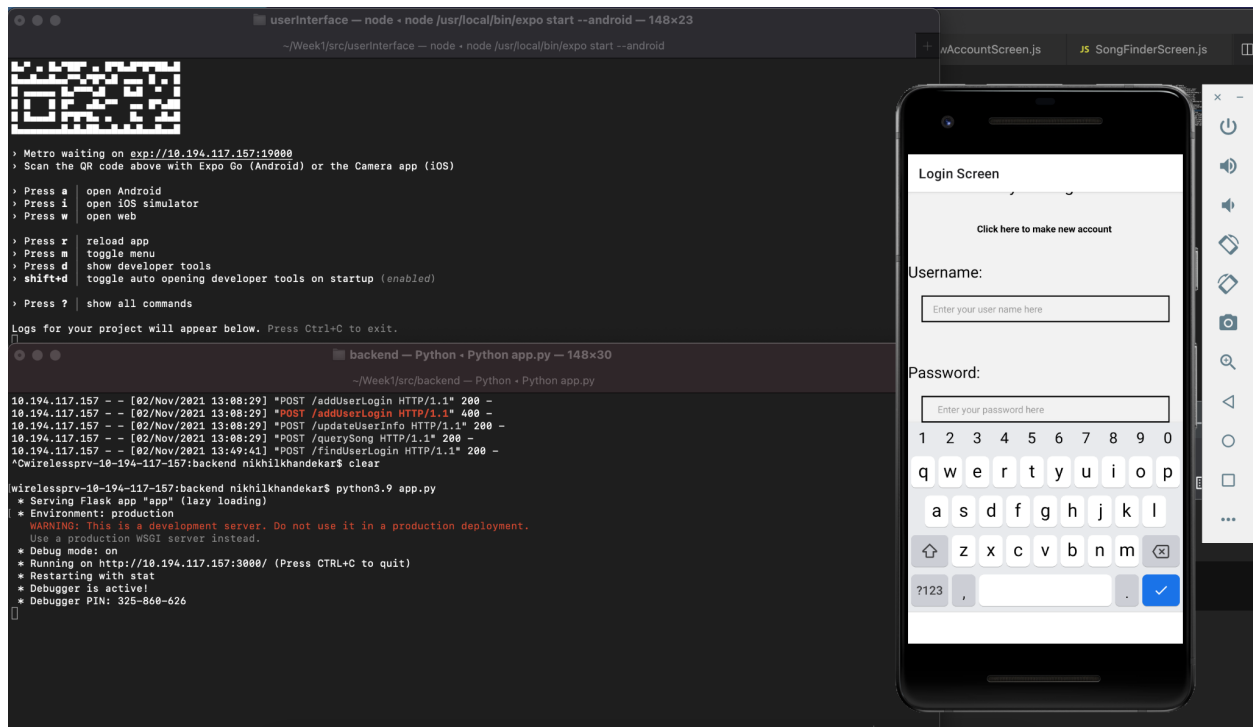 userInterface — node ◂ node /usr/local/bin/expo start --android — 148×23
~/Week1/src/userInterface — node • node /usr/local/bin/expo start --android
+
wAccountScreen.js
JS SongFinderScreen.js
› Metro waiting on exp://10.194.117.157:19000
› Scan the QR code above with Expo Go (Android) or the Camera app (iOS)
› Press a │ open Android
› Press i │ open iOS simulator
› Press w │ open web
› Press r │ reload app
› Press m │ toggle menu
› Press d │ show developer tools
› shift+d │ toggle auto opening developer tools on startup (enabled)
› Press ? │ show all commands
Logs for your project will appear below. Press Ctrl+C to exit.
backend — Python • Python app.py — 148×30
~/Week1/src/backend — Python • Python app.py
10.194.117.157 - - [02/Nov/2021 13:08:29] "POST /addUserLogin HTTP/1.1" 200 -
10.194.117.157 - - [02/Nov/2021 13:08:29] "POST /addUserLogin HTTP/1.1" 400 -
10.194.117.157 - - [02/Nov/2021 13:08:29] "POST /updateUserInfo HTTP/1.1" 200 -
10.194.117.157 - - [02/Nov/2021 13:08:29] "POST /querySong HTTP/1.1" 200 -
10.194.117.157 - - [02/Nov/2021 13:49:41] "POST /findUserLogin HTTP/1.1" 200 -
^Cwirelessprv-10-194-117-157:backend nikhilkhandekar$ clear
[wirelessprv-10-194-117-157:backend nikhilkhandekar$ python3.9 app.py
* Serving Flask app "app" (lazy loading)
[ * Environment: production
WARNING: This is a development server. Do not use it in a production deployment.
Use a production WSGI server instead.
* Debug mode: on
* Running on http://10.194.117.157:3000/ (Press CTRL+C to quit)
* Restarting with stat
* Debugger is active!
* Debugger PIN: 325-860-626
Login Screen
Click here to make new account
Username:
Enter your user name here
Password:
Enter your password here
1 2 3 4 5 6 7 8 9 0
q w e r t y u i o p
a s d f g h j k l
z x c v b n m
?123 , .